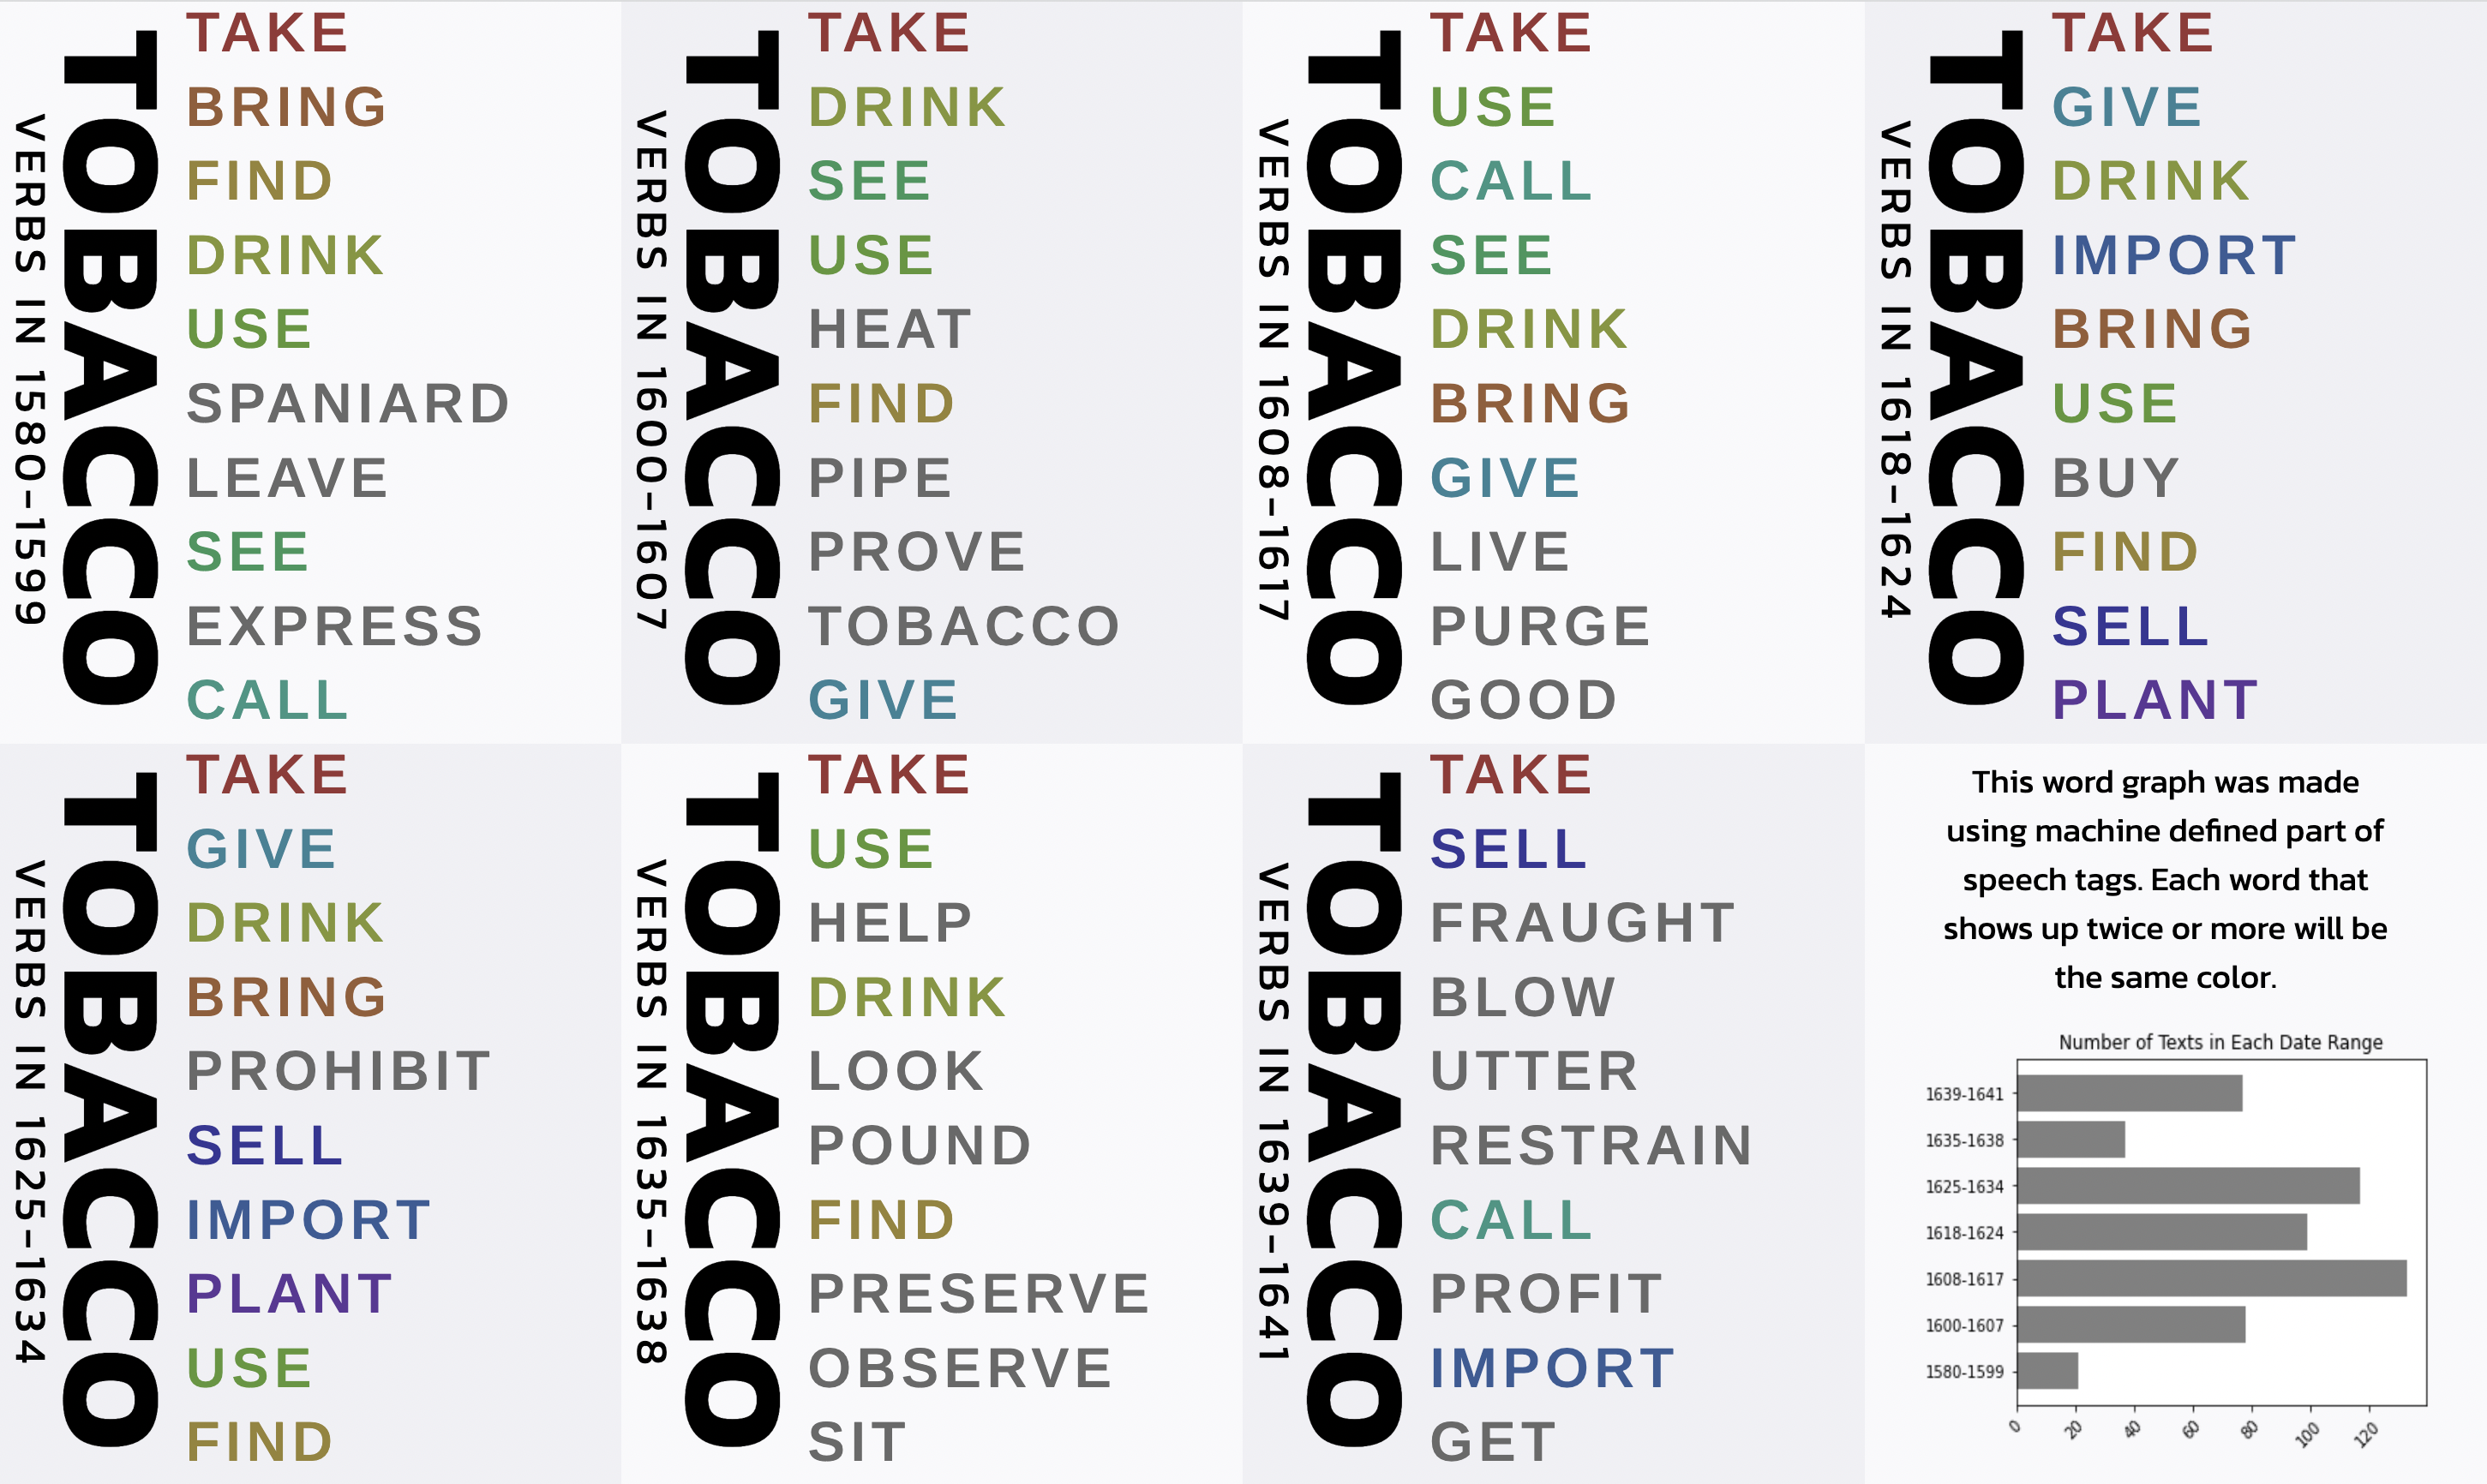 VERBS IN 1580-1599
TOBACCO
TAKE
BRING
FIND
DRINK
USE
SPANIARD
LEAVE
SEE
EXPRESS
CALL
VERBS IN 1600-1607
TOBACCO
TAKE
DRINK
SEE
USE
HEAT
FIND
PIPE
PROVE
TOBACCO
GIVE
VERBS IN 1608-1617
TOBACCO
TAKE
USE
CALL
SEE
DRINK
BRING
GIVE
LIVE
PURGE
GOOD
VERBS IN 1618-1624
TOBACCO
TAKE
GIVE
DRINK
IMPORT
BRING
USE
BUY
FIND
SELL
PLANT
VERBS IN 1625-1634
TOBACCO
TAKE
GIVE
DRINK
BRING
PROHIBIT
SELL
IMPORT
PLANT
USE
FIND
VERBS IN 1635-1638
TOBACCO
TAKE
USE
HELP
DRINK
LOOK
POUND
FIND
PRESERVE
OBSERVE
SIT
VERBS IN 1639-1641
TOBACCO
TAKE
SELL
FRAUGHT
BLOW
UTTER
RESTRAIN
CALL
PROFIT
IMPORT
GET
This word graph was made
using machine defined part of
speech tags. Each word that
shows up twice or more will be
the same color.
Number of Texts in Each Date Range
1639-1641
1635-1638
1625-1634
1618-1624
1608-1617
1600-1607
1580-1599
0 20 40 60 80 100 120